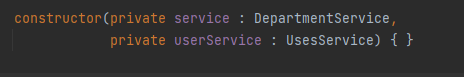 constructor(private service : DepartmentService,
private userService : UsesService) { }